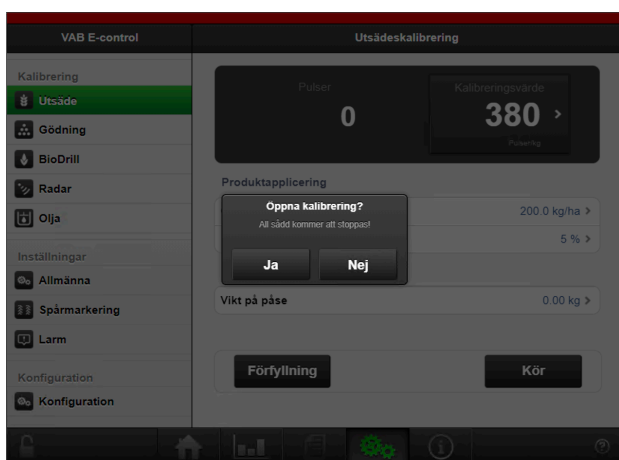 VAB E-control
Utsädeskalibrering
Kalibrering
Utsäde
Gödning
BioDrill
Radar
Olja
Inställningar
Allmänna
Spårmarkering
Larm
Konfiguration
Konfiguration
Pulser
0
Kalibreringsvärde
380
Pulser/kg
Produktapplicering
200.0 kg/ha
5 %
Öppna kalibrering?
All sådd kommer att stoppas!
Ja
Nej
Vikt på påse
0.00 kg
Förfyllning
Kör